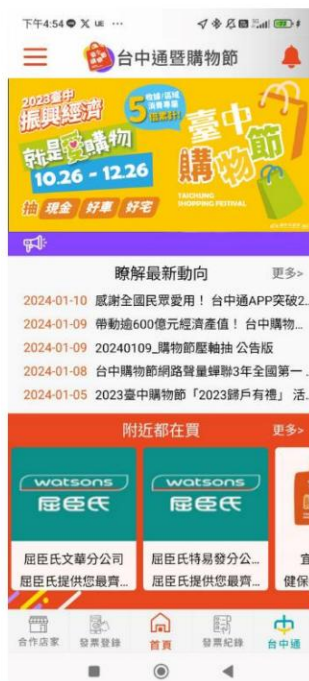 下午4:54
台中通暨購物節
2023臺中
振興經濟
就是愛購物
10.26 - 12.26
抽 現金 好車 好宅
5倍累計
臺中
購物節
TAICHUNG
SHOPPING FESTIVAL
瞭解最新動向 更多>
2024-01-10 感謝全國民眾愛用！ 台中通APP突破2...
2024-01-09 帶動逾600億元經濟產值！ 台中購物...
2024-01-09 20240109_購物節壓軸抽 公告版
2024-01-08 台中購物節網路聲量蟬聯3年全國第一 .
2024-01-05 2023臺中購物節「2023歸戶有禮」 活.
附近都在買 更多>
watsons
屈臣氏
watsons
屈臣氏
屈臣氏文華分公司
屈臣氏提供您最齊...
屈臣氏特易發分公...
屈臣氏提供您最齊...
健保
合作店家 發票登錄 首頁 發票紀錄 台中通